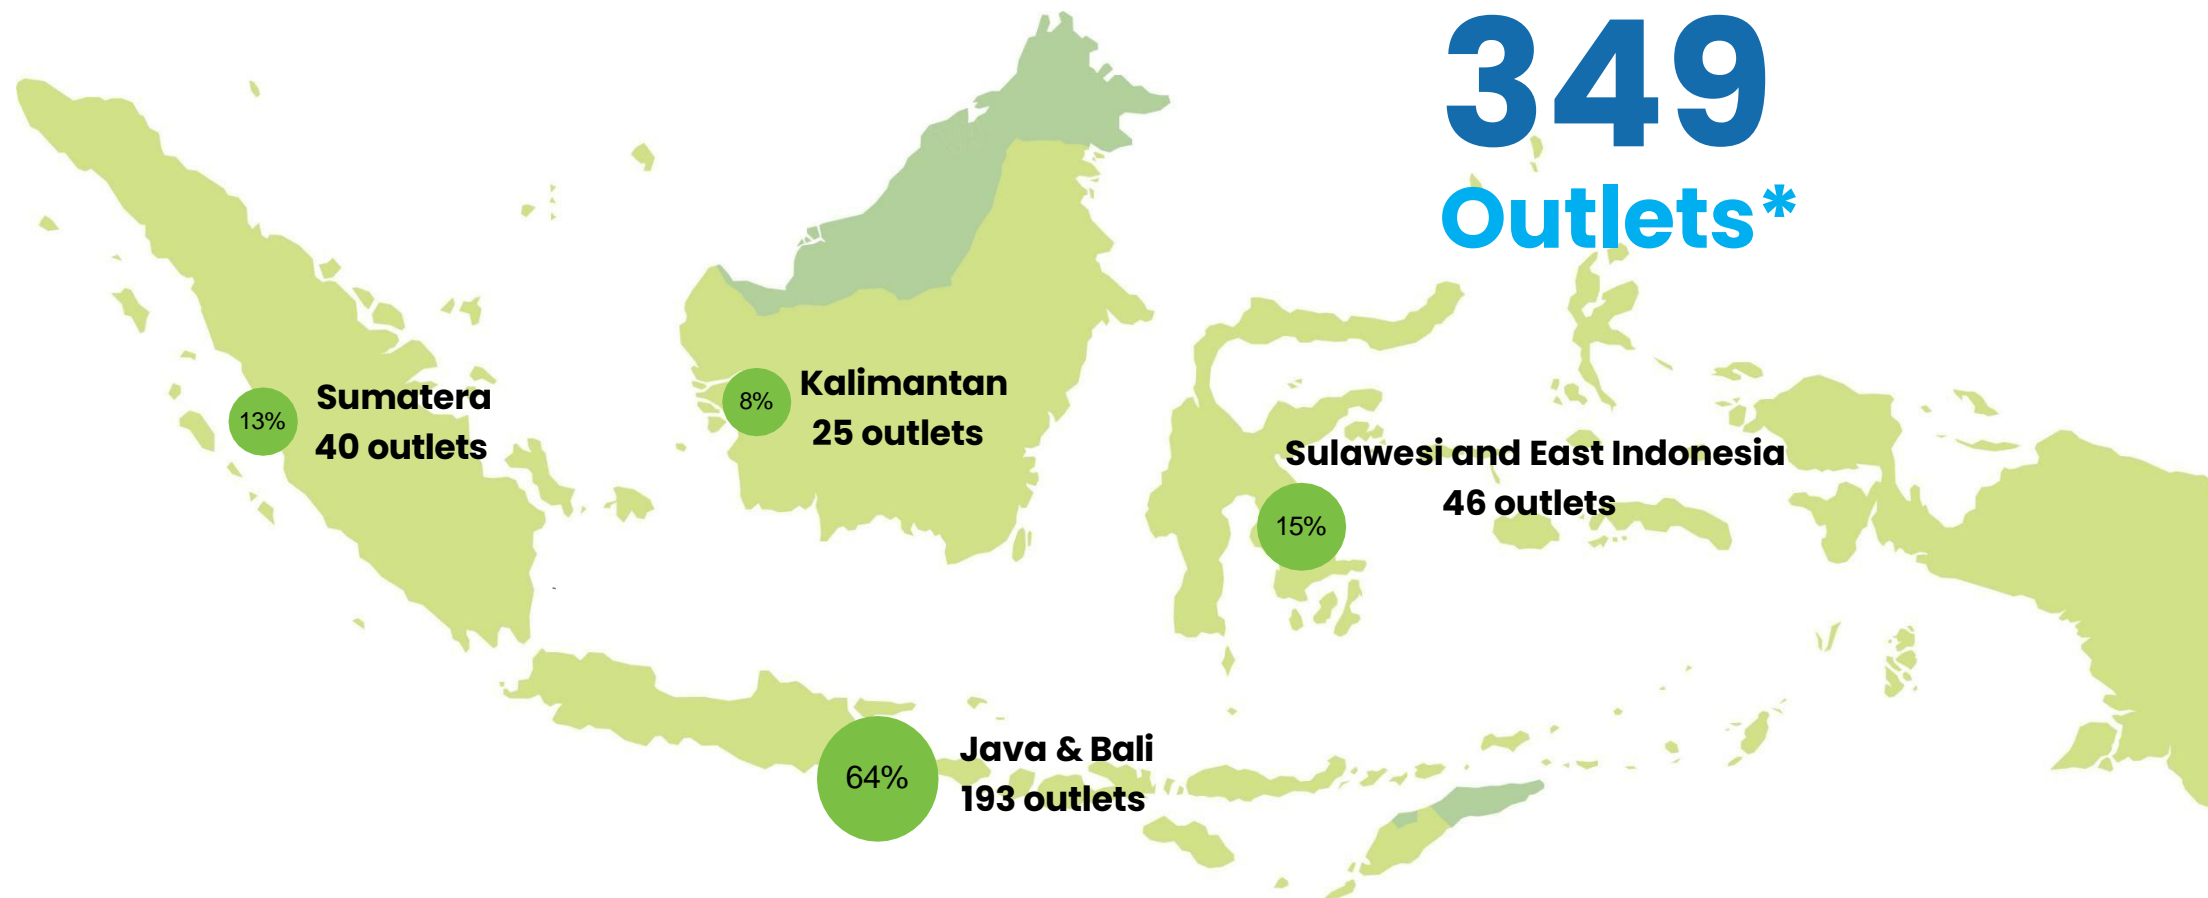 349
Outlets*
13%
Sumatera
40 outlets
8%
Kalimantan
25 outlets
Sulawesi and East Indonesia
46 outlets
15%
64%
Java & Bali
193 outlets